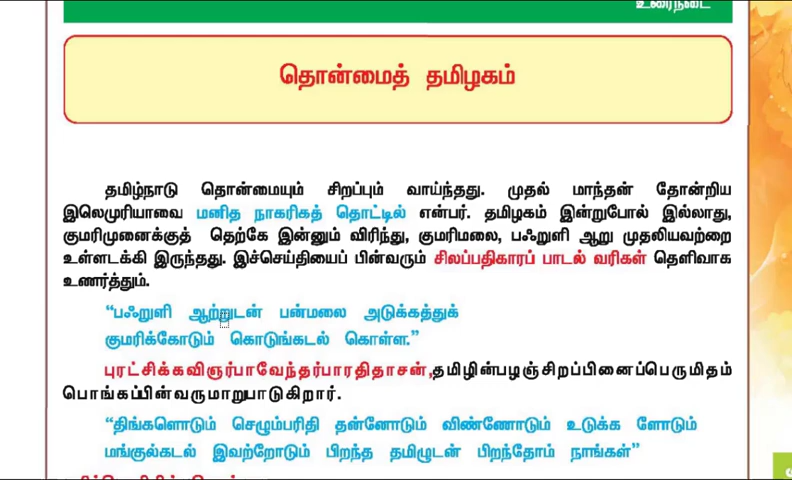 உரைநடை
தொன்மைத் தமிழகம்
தமிழ்நாடு தொன்மையும் சிறப்பும் வாய்ந்தது. முதல் மாந்தன் தோன்றிய
இலெமுரியாவை மனித நாகரிகத் தொட்டில் என்பர். தமிழகம் இன்றுபோல் இல்லாது,
குமரிமுனைக்குத் தெற்கே இன்னும் விரிந்து, குமரிமலை, பஃறுளி ஆறு முதலியவற்றை
உள்ளடக்கி இருந்தது. இச்செய்தியைப் பின்வரும் சிலப்பதிகாரப் பாடல் வரிகள் தெளிவாக
உணர்த்தும்.
“பஃறுளி ஆற்றுடன் பன்மலை அடுக்கத்துக்
குமரிக்கோடும் கொடுங்கடல் கொள்ள.”
புரட்சிக்கவிஞர்பாவேந்தர்பாரதிதாசன்,தமிழின்பழஞ்சிறப்பினைப்பெருமிதம்
பொங்கப்பின்வருமாறுபாடுகிறார்.
“திங்களொடும் செழும்பரிதி தன்னோடும் விண்ணோடும் உடுக்க ளோடும்
மங்குல்கடல் இவற்றோடும் பிறந்த தமிழுடன் பிறந்தோம் நாங்கள்”